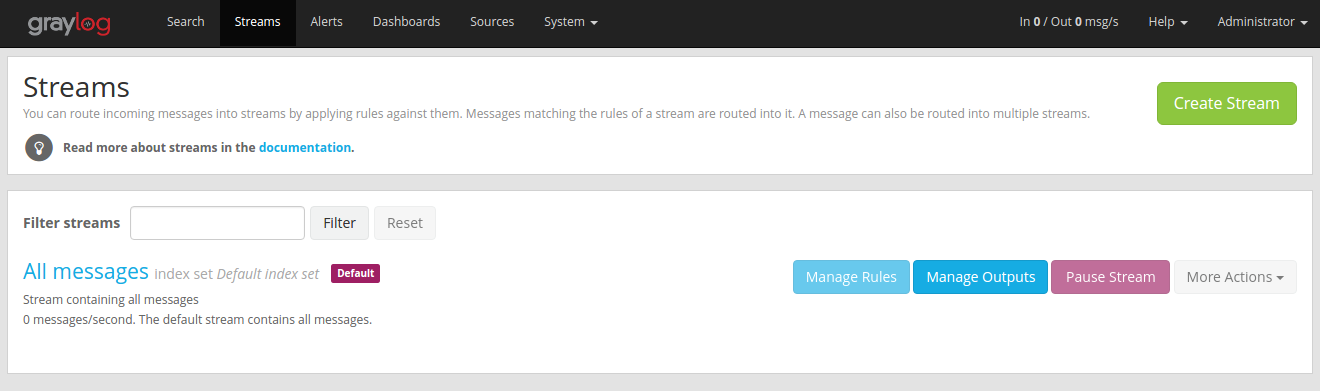 graylog Search Streams Alerts Dashboards Sources System In 0 / Out 0 msg/s Help Administrator
Streams
You can route incoming messages into streams by applying rules against them. Messages matching the rules of a stream are routed into it. A message can also be routed into multiple streams.
Create Stream
Read more about streams in the documentation.
Filter streams Filter Reset
All messages index set Default index set Default Manage Rules Manage Outputs Pause Stream More Actions
Stream containing all messages
0 messages/second. The default stream contains all messages.